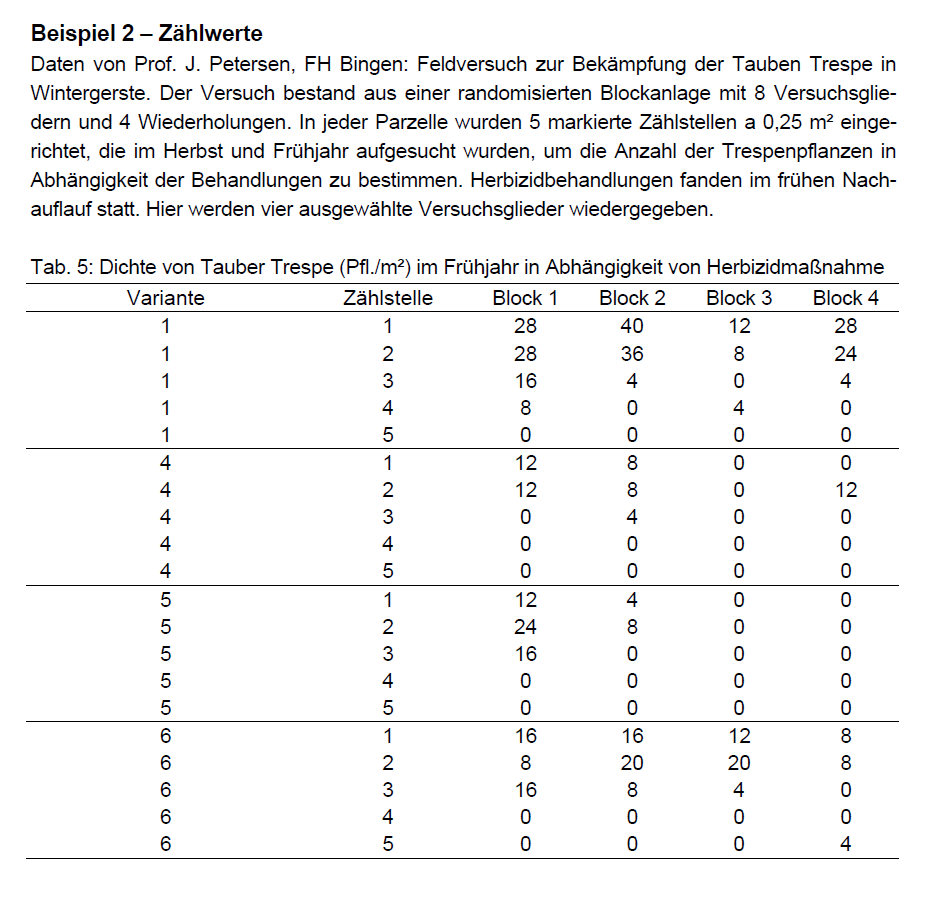 Beispiel 2 – Zählwerte
Daten von Prof. J. Petersen, FH Bingen: Feldversuch zur Bekämpfung der Tauben Trespe in
Wintergerste. Der Versuch bestand aus einer randomisierten Blockanlage mit 8 Versuchsglie-
dern und 4 Wiederholungen. In jeder Parzelle wurden 5 markierte Zählstellen a 0,25 m² einge-
richtet, die im Herbst und Frühjahr aufgesucht wurden, um die Anzahl der Trespenpflanzen in
Abhängigkeit der Behandlungen zu bestimmen. Herbizidbehandlungen fanden im frühen Nach-
auflauf statt. Hier werden vier ausgewählte Versuchsglieder wiedergegeben.
Tab. 5: Dichte von Tauber Trespe (Pfl./m²) im Frühjahr in Abhängigkeit von Herbizidmaßnahme
Variante Zählstelle Block 1 Block 2 Block 3 Block 4
1 1 28 40 12 28
1 2 28 36 8 24
1 3 16 4 0 4
1 4 8 0 4 0
1 5 0 0 0 0
4 1 12 8 0 0
4 2 12 8 0 12
4 3 0 4 0 0
4 4 0 0 0 0
4 5 0 0 0 0
5 1 12 4 0 0
5 2 24 8 0 0
5 3 16 0 0 0
5 4 0 0 0 0
5 5 0 0 0 0
6 1 16 16 12 8
6 2 8 20 20 8
6 3 16 8 4 0
6 4 0 0 0 0
6 5 0 0 0 4